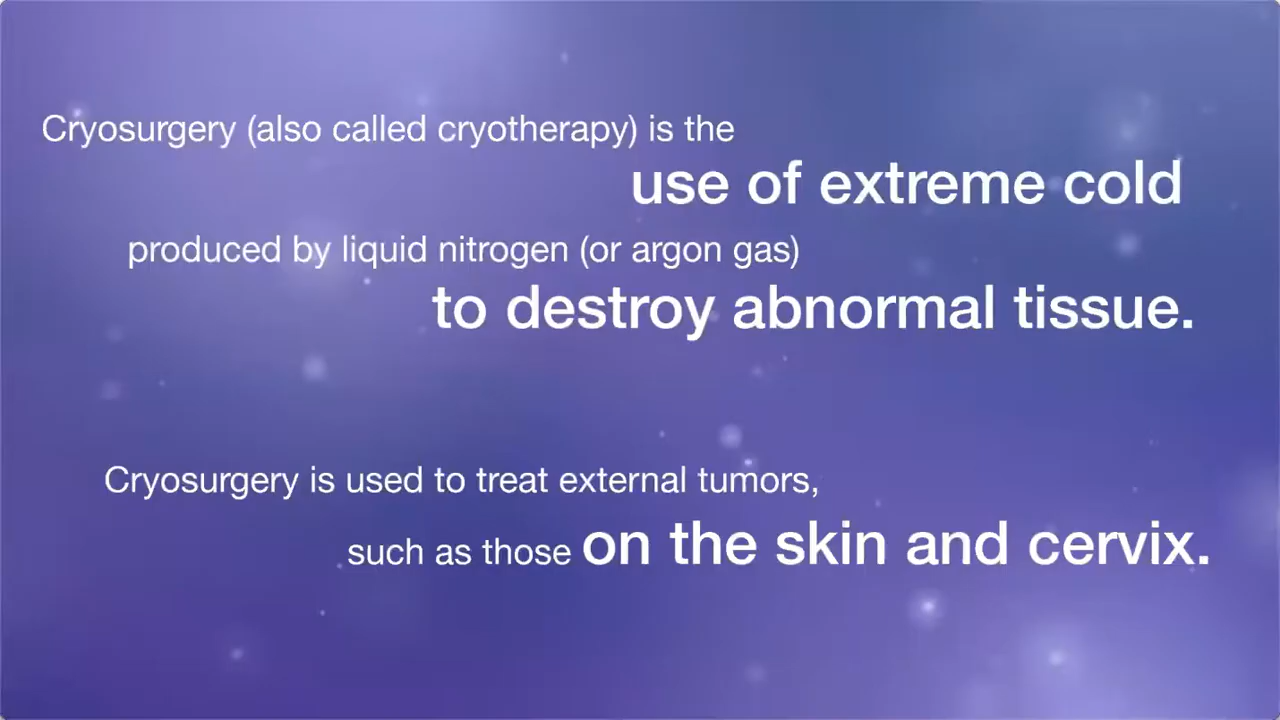 Cryosurgery (also called cryotherapy) is the
use of extreme cold
produced by liquid nitrogen (or argon gas)
to destroy abnormal tissue.
Cryosurgery is used to treat external tumors,
such as those on the skin and cervix.